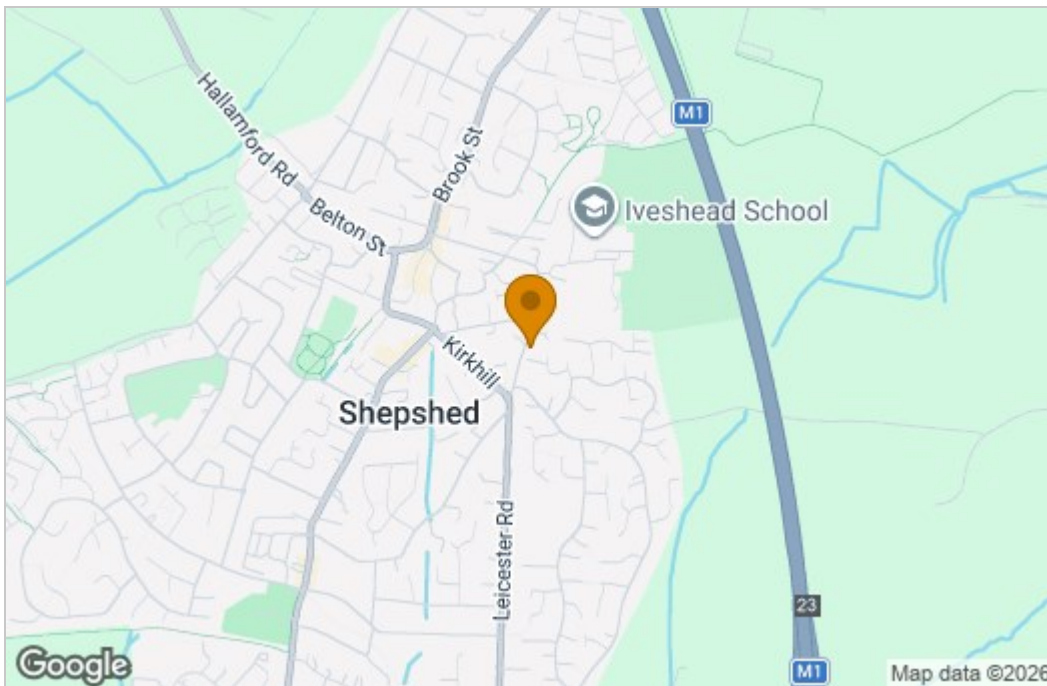 M1
Hallamford Rd
Brook St
Iveshead School
Belton St
Kirkhill
Shepshed
Leicester Rd
23
M1
Google
Map data ©2026